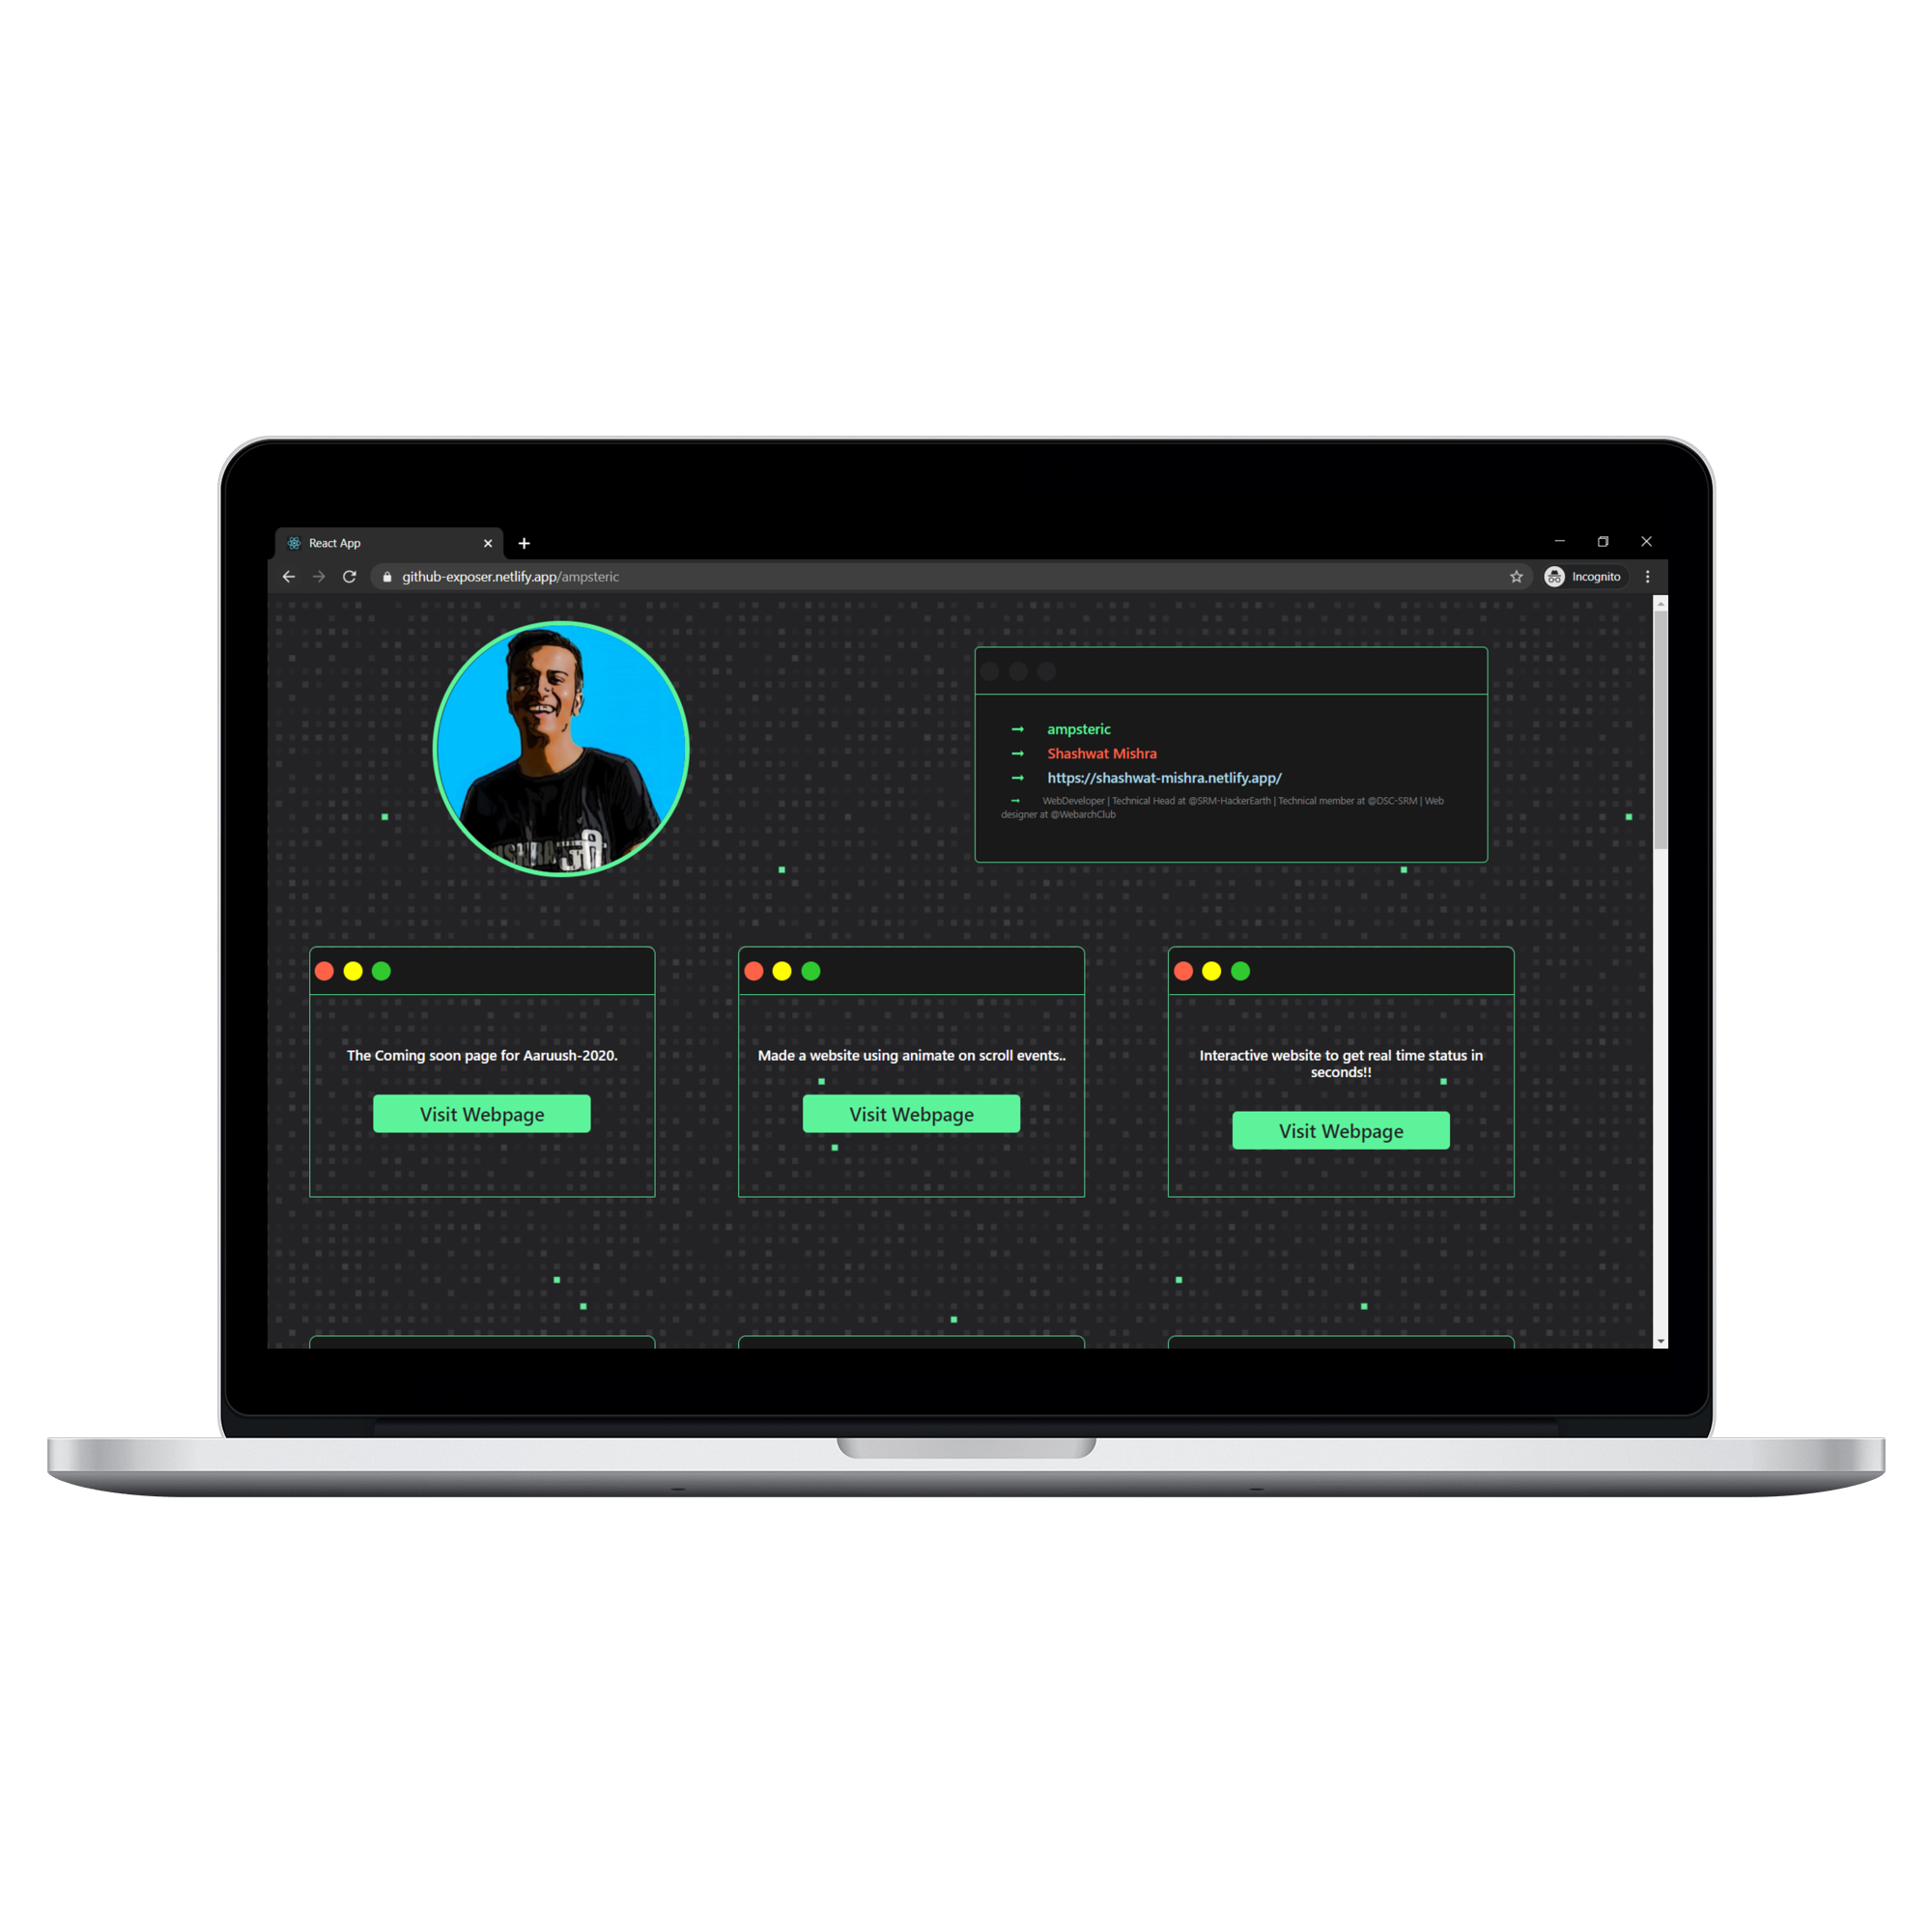 React App
github-exposer.netlify.app/ampsteric
Incognito
ampsteric
Shashwat Mishra
https://shashwat-mishra.netlify.app/
WebDeveloper | Technical Head at @SRM-HackerEarth | Technical member at @DSC-SRM | Web
designer at @WebarchClub
The Coming soon page for Aaruush-2020.
Visit Webpage
Made a website using animate on scroll events..
Visit Webpage
Interactive website to get real time status in
seconds!!
Visit Webpage